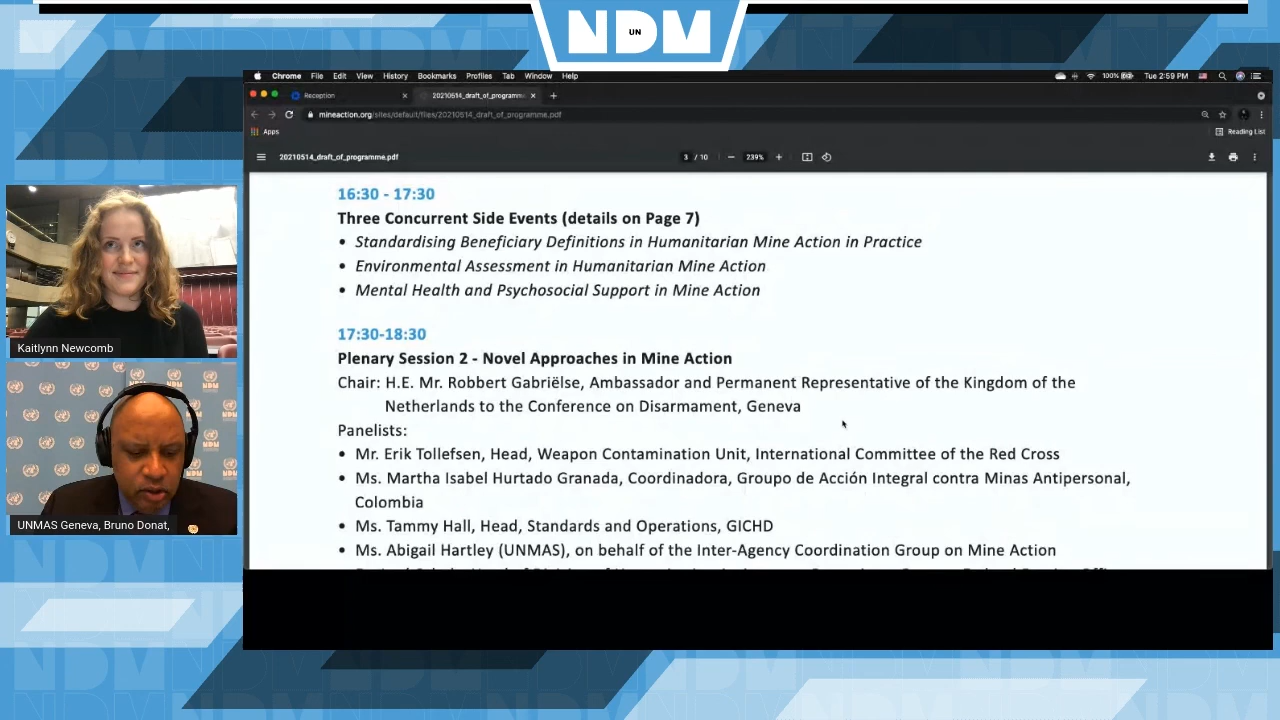 UN
NDM
Chrome File Edit View History Bookmarks Profiles Tab Window Help 100% Tue 2:59 PM
Reception
20210514_draft_of_programme
mineaction.org/sites/default/files/20210514_draft_of_programme.pdf
Apps
Reading List
20210514_draft_of_programme.pdf 3 / 10 239%
16:30 - 17:30
Three Concurrent Side Events (details on Page 7)
• Standardising Beneficiary Definitions in Humanitarian Mine Action in Practice
• Environmental Assessment in Humanitarian Mine Action
• Mental Health and Psychosocial Support in Mine Action
17:30-18:30
Plenary Session 2 - Novel Approaches in Mine Action
Chair: H.E. Mr. Robbert Gabriëlse, Ambassador and Permanent Representative of the Kingdom of the
Netherlands to the Conference on Disarmament, Geneva
Panelists:
• Mr. Erik Tollefsen, Head, Weapon Contamination Unit, International Committee of the Red Cross
• Ms. Martha Isabel Hurtado Granada, Coordinadora, Groupo de Acción Integral contra Minas Antipersonal,
Colombia
• Ms. Tammy Hall, Head, Standards and Operations, GICHD
• Ms. Abigail Hartley (UNMAS), on behalf of the Inter-Agency Coordination Group on Mine Action
Kaitlynn Newcomb
UNMAS Geneva, Bruno Donat,